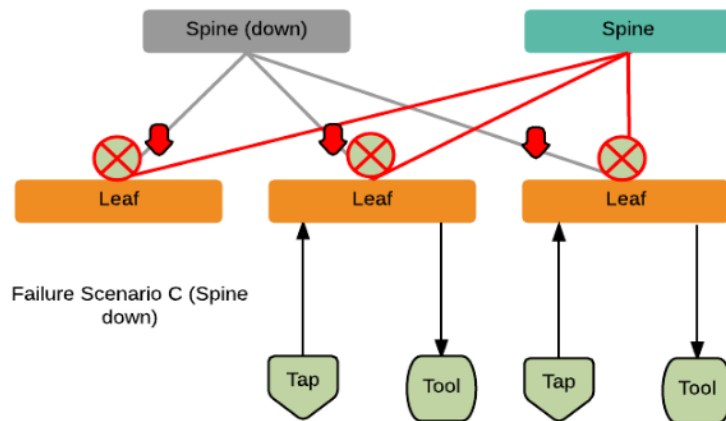 Spine (down)
Spine
Leaf
Leaf
Leaf
Failure Scenario C (Spine
down)
Tap
Tool
Tap
Tool